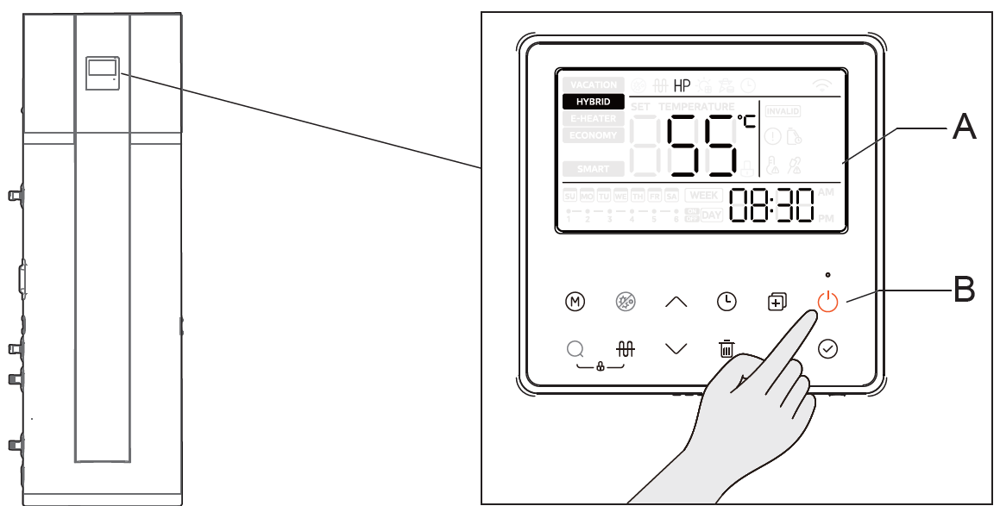 VACATION HP
HYBRID
SET TEMPERATURE
INVALID
E-HEATER
55 °C
ECONOMY
SMART
SU MO TU WE TH FR SA WEEK
08:30
AM
1 2 3 4 5 6
ON
OFF
DAY
PM
A
B
M